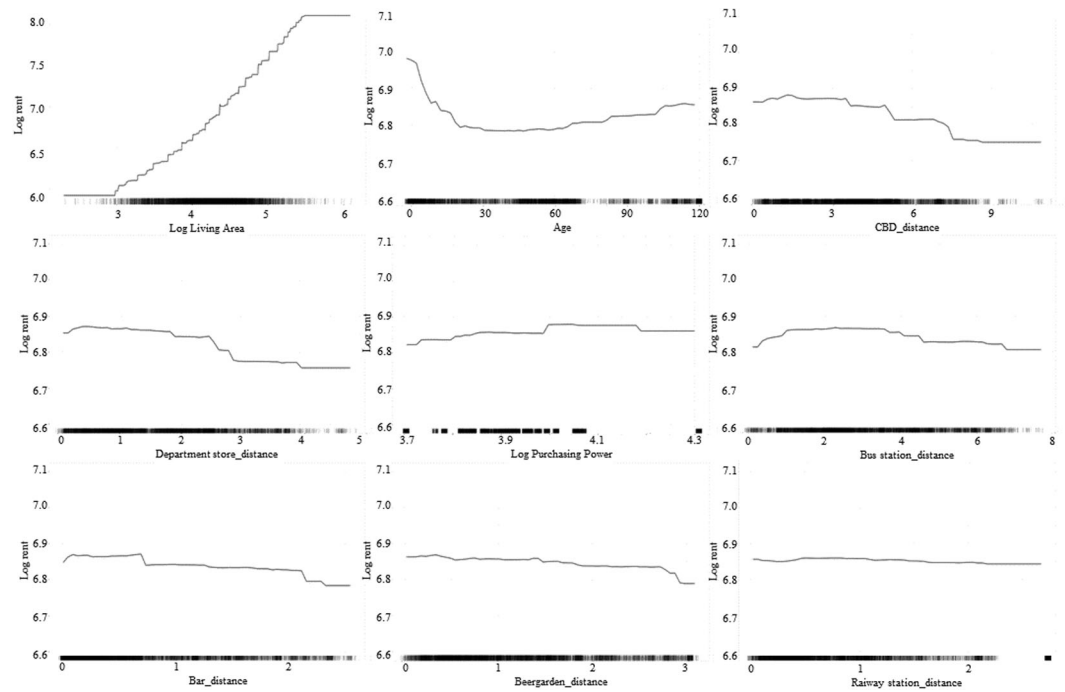 8.0
7.5
7.0
6.5
6.0
Log rent
3 4 5 6
Log Living Area
7.1
7.0
6.9
6.8
6.7
6.6
Log rent
0 30 60 90 120
Age
7.1
7.0
6.9
6.8
6.7
6.6
Log rent
0 3 6 9
CBD_distance
7.1
7.0
6.9
6.8
6.7
6.6
Log rent
0 1 2 3 4 5
Department store_distance
7.1
7.0
6.9
6.8
6.7
6.6
Log rent
3.7 3.9 4.1 4.3
Log Purchasing Power
7.1
7.0
6.9
6.8
6.7
6.6
Log rent
0 2 4 6 8
Bus station_distance
7.1
7.0
6.9
6.8
6.7
6.6
Log rent
0 1 2
Bar_distance
7.1
7.0
6.9
6.8
6.7
6.6
Log rent
0 1 2 3
Beergarden_distance
7.1
7.0
6.9
6.8
6.7
6.6
Log rent
0 1 2
Raiway station_distance